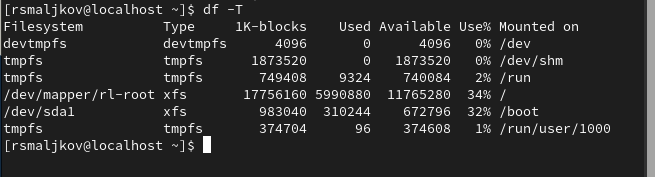 [rsmaljkov@localhost ~]$ df -T
Filesystem          Type     1K-blocks    Used Available Use% Mounted on
devtmpfs            devtmpfs      4096       0      4096   0% /dev
tmpfs               tmpfs      1873520       0   1873520   0% /dev/shm
tmpfs               tmpfs       749408    9324    740084   2% /run
/dev/mapper/rl-root xfs       17756160 5990880  11765280  34% /
/dev/sda1           xfs         983040  310244    672796  32% /boot
tmpfs               tmpfs       374704      96    374608   1% /run/user/1000
[rsmaljkov@localhost ~]$